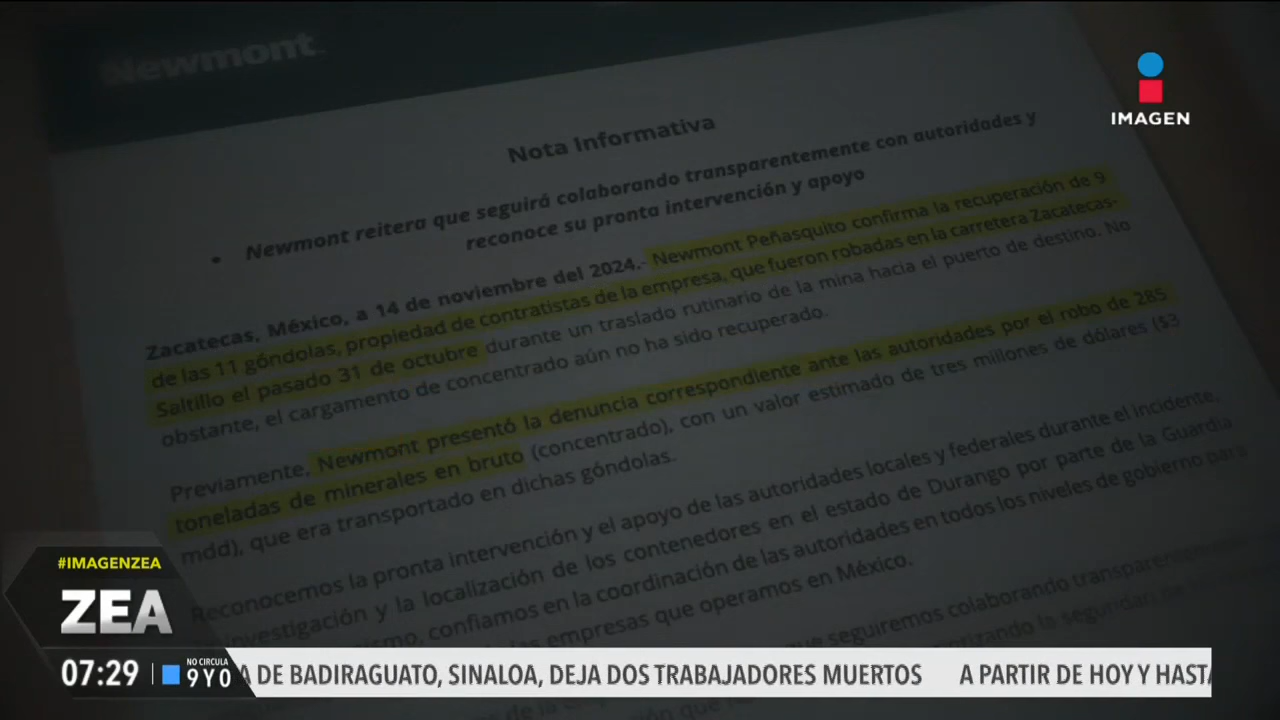 Newmont
Nota Informativa
• Newmont reitera que seguirá colaborando transparentemente con autoridades y
reconoce su pronta intervención y apoyo
Zacatecas, México, a 14 de noviembre del 2024.- Newmont Peñasquito confirma la recuperación de 9
de las 11 góndolas, propiedad de contratistas de la empresa, que fueron robadas en la carretera Zacatecas-
Saltillo el pasado 31 de octubre durante un traslado rutinario de la mina hacia el puerto de destino. No
obstante, el cargamento de concentrado aún no ha sido recuperado.
Previamente, Newmont presentó la denuncia correspondiente ante las autoridades por el robo de 285
toneladas de minerales en bruto (concentrado), con un valor estimado de tres millones de dólares ($3
mdd), que era transportado en dichas góndolas.
Reconocemos la pronta intervención y el apoyo de las autoridades locales y federales durante el incidente,
investigación y la localización de los contenedores en el estado de Durango por parte de la Guardia
confiamos en la coordinación de las autoridades en todos los niveles de gobierno para
empresas que operamos en México.
que seguiremos colaborando
la seguridad de
IMAGEN
#IMAGENZEA
ZEA
07:29
NO CIRCULA
9 Y 0
A DE BADIRAGUATO, SINALOA, DEJA DOS TRABAJADORES MUERTOS A PARTIR DE HOY Y HASTA